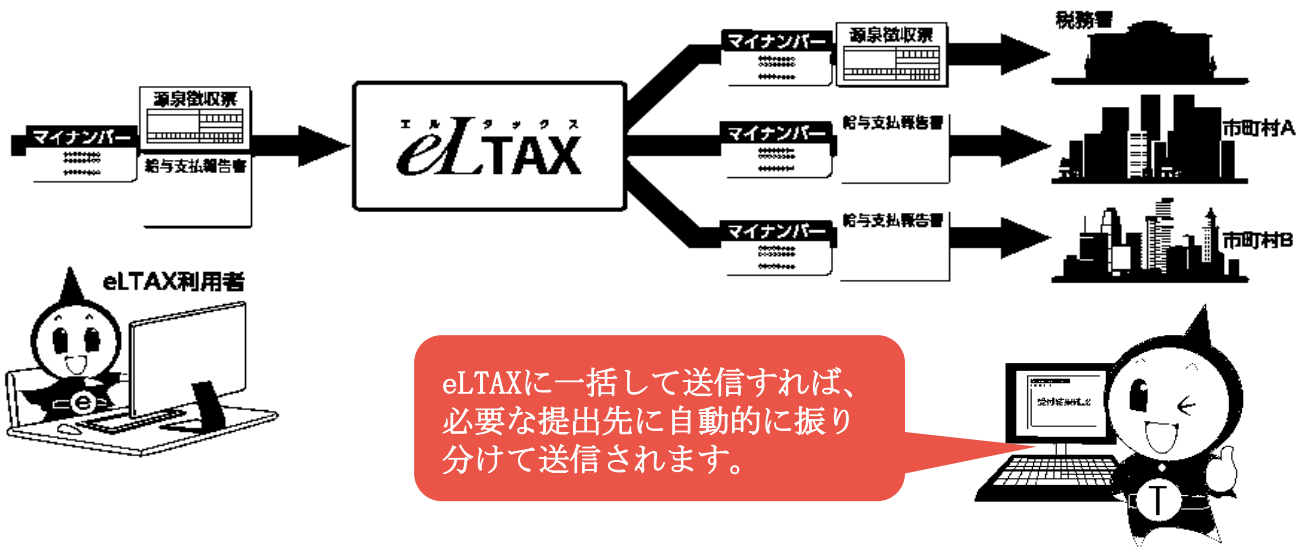 税務署
マイナンバー
源泉徴収票
源泉徴収票
マイナンバー
給与支払報告書
エルタックス
eLTAX
マイナンバー
給与支払報告書
市町村A
マイナンバー
給与支払報告書
市町村B
eLTAX利用者
eLTAXに一括して送信すれば、
必要な提出先に自動的に振り
分けて送信されます。
e
T